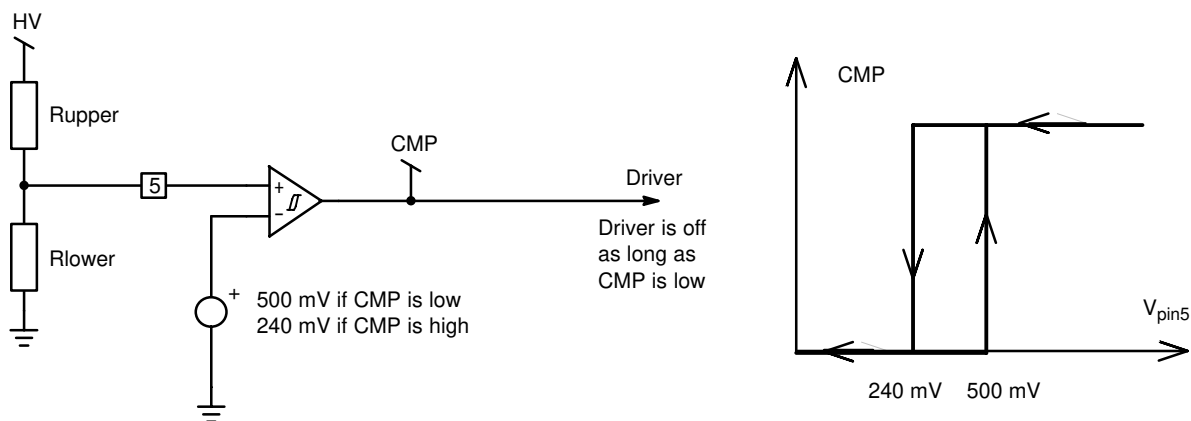 HV
Rupper
5
Rlower
+
-
+
500 mV if CMP is low
240 mV if CMP is high
CMP
Driver
Driver is off
as long as
CMP is low
CMP
Vpin5
240 mV
500 mV